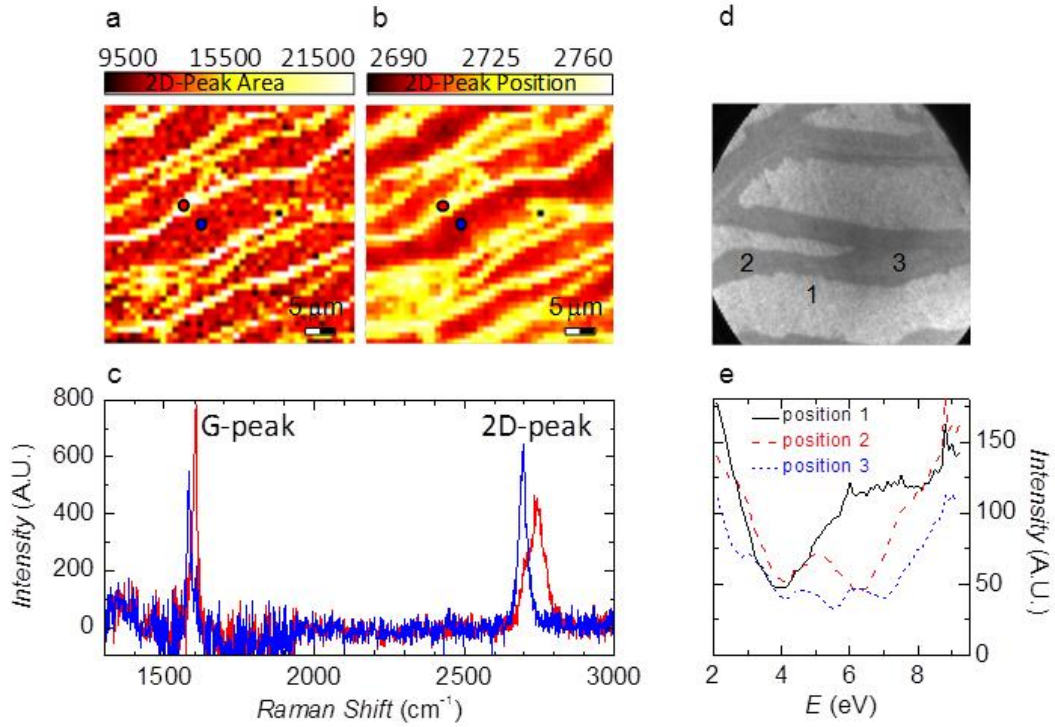 a
b
d
9500 15500 21500
2690 2725 2760
2D-Peak Area
2D-Peak Position
5 μm
5 μm
2
3
1
c
e
800
600
400
200
0
G-peak
2D-peak
Intensity (A.U.)
1500 2000 2500 3000
Raman Shift (cm-1)
position 1
position 2
position 3
150
100
50
0
Intensity (A.U.)
2 4 6 8
E (eV)